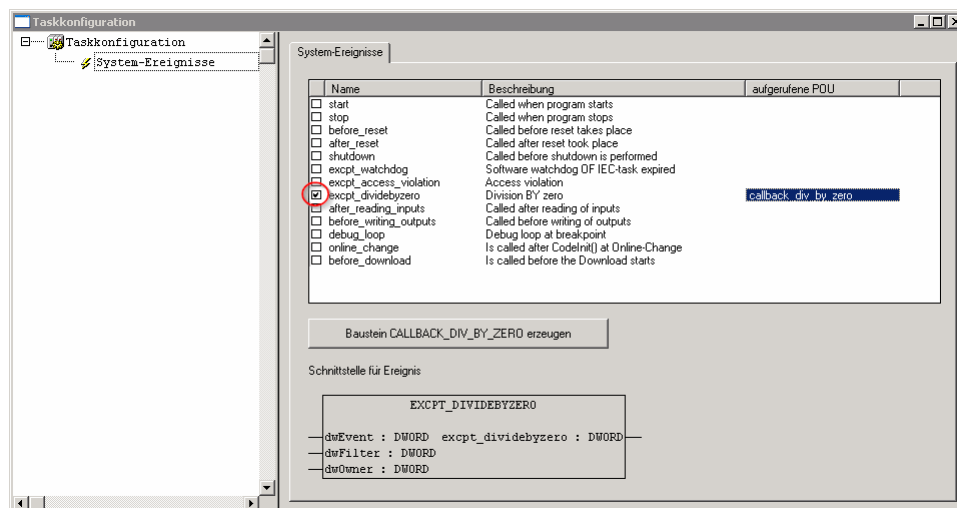 Taskkonfiguration
Taskkonfiguration
System-Ereignisse
System-Ereignisse
Name Beschreibung aufgerufene POU
start Called when program starts
stop Called when program stops
before_reset Called before reset takes place
after_reset Called after reset took place
shutdown Called before shutdown is performed
excpt_watchdog Software watchdog OF IEC-task expired
excpt_access_violation Access violation
excpt_dividebyzero Division BY zero callback_div_by_zero
after_reading_inputs Called after reading of inputs
before_writing_outputs Called before writing of outputs
debug_loop Debug loop at breakpoint
online_change Is called after CodeInit() at Online-Change
before_download Is called before the Download starts
Baustein CALLBACK_DIV_BY_ZERO erzeugen
Schnittstelle für Ereignis
EXCPT_DIVIDEBYZERO
dwEvent : DWORD excpt_dividebyzero : DWORD
dwFilter : DWORD
dwOwner : DWORD